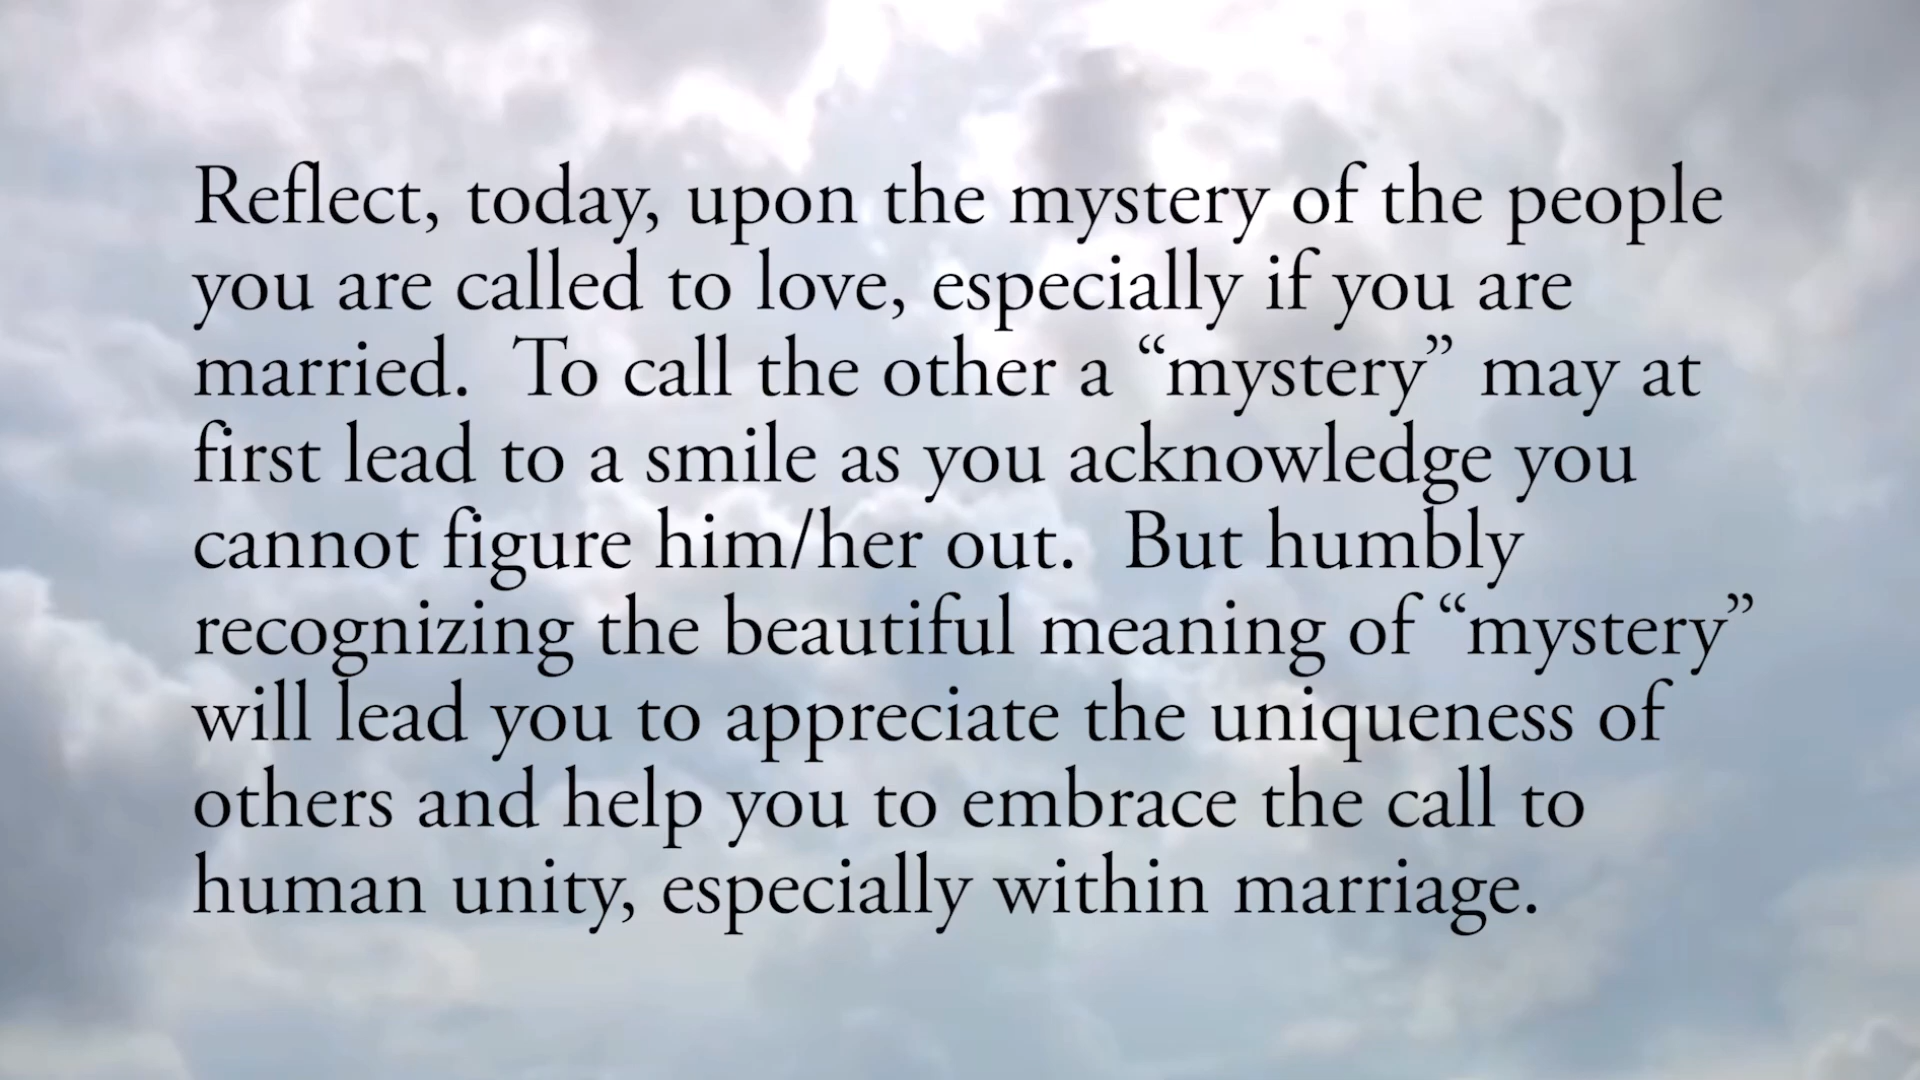 Reflect, today, upon the mystery of the people
you are called to love, especially if you are
married.  To call the other a “mystery” may at
first lead to a smile as you acknowledge you
cannot figure him/her out.  But humbly
recognizing the beautiful meaning of “mystery”
will lead you to appreciate the uniqueness of
others and help you to embrace the call to
human unity, especially within marriage.